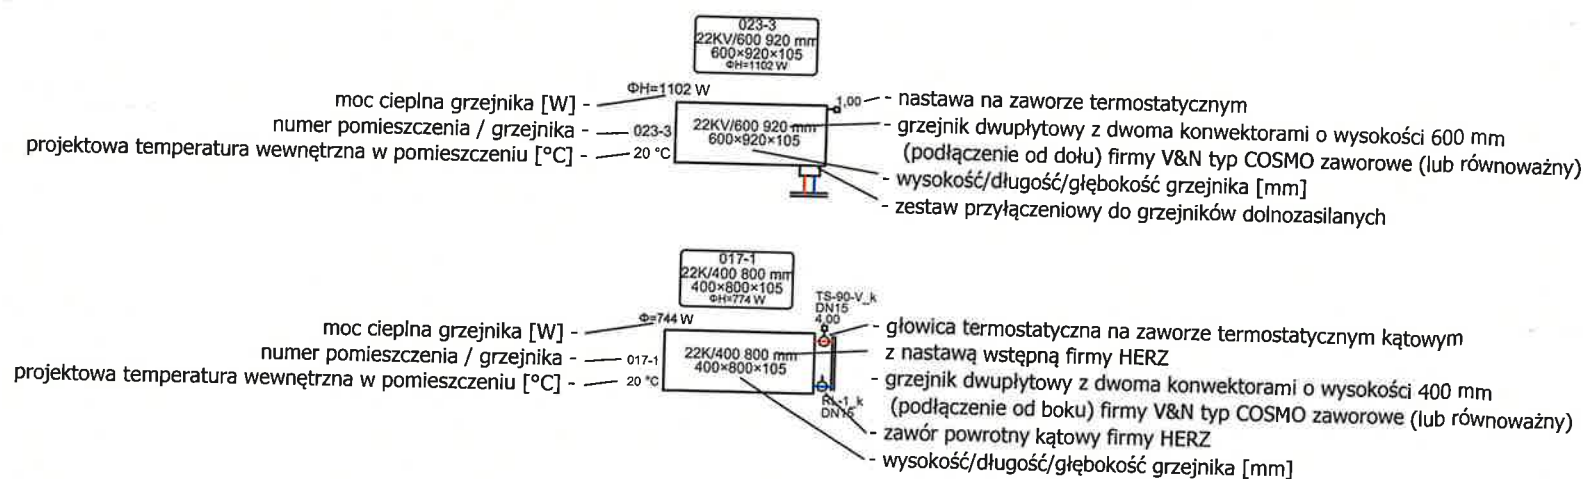 023-3
22KV/600 920 mm
600×920×105
ΦH=1102 W
ΦH=1102 W
moc cieplna grzejnika [W] -
numer pomieszczenia / grzejnika - 023-3
projektowa temperatura wewnętrzna w pomieszczeniu [°C] - 20 °C
22KV/600 920 mm
600×920×105
1,00 - nastawa na zaworze termostatycznym
- grzejnik dwupłytowy z dwoma konwektorami o wysokości 600 mm
(podłączenie od dołu) firmy V&N typ COSMO zaworowe (lub równoważny)
- wysokość/długość/głębokość grzejnika [mm]
- zestaw przyłączeniowy do grzejników dolnozasilanych
017-1
22K/400 800 mm
400×800×105
ΦH=774 W
Φ=744 W
moc cieplna grzejnika [W] -
numer pomieszczenia / grzejnika - 017-1
projektowa temperatura wewnętrzna w pomieszczeniu [°C] - 20 °C
22K/400 800 mm
400×800×105
TS-90-V_k
DN15
4,00
RL-1_k
DN15
- głowica termostatyczna na zaworze termostatycznym kątowym
z nastawą wstępną firmy HERZ
- grzejnik dwupłytowy z dwoma konwektorami o wysokości 400 mm
(podłączenie od boku) firmy V&N typ COSMO zaworowe (lub równoważny)
- zawór powrotny kątowy firmy HERZ
- wysokość/długość/głębokość grzejnika [mm]